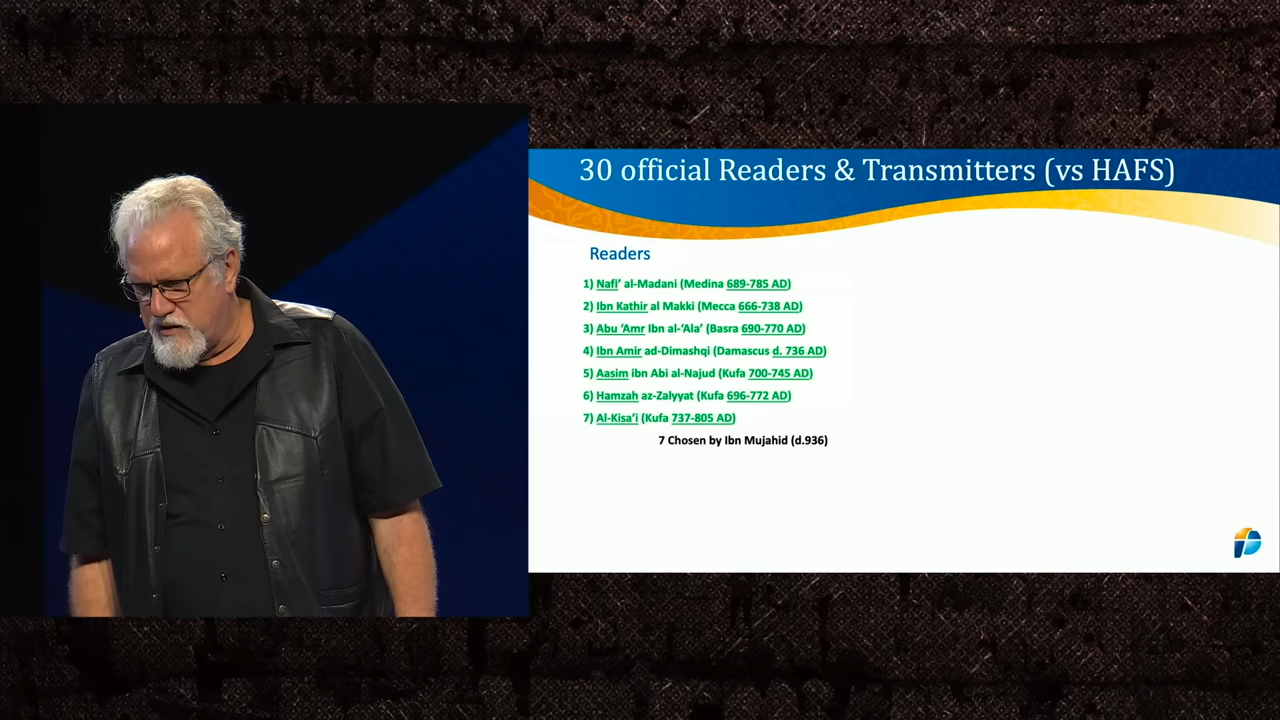 30 official Readers & Transmitters (vs HAFS)
Readers
1) Nafi’ al-Madani (Medina 689-785 AD)
2) Ibn Kathir al Makki (Mecca 666-738 AD)
3) Abu ‘Amr Ibn al-‘Ala’ (Basra 690-770 AD)
4) Ibn Amir ad-Dimashqi (Damascus d. 736 AD)
5) Aasim ibn Abi al-Najud (Kufa 700-745 AD)
6) Hamzah az-Zalyyat (Kufa 696-772 AD)
7) Al-Kisa’i (Kufa 737-805 AD)
7 Chosen by Ibn Mujahid (d.936)